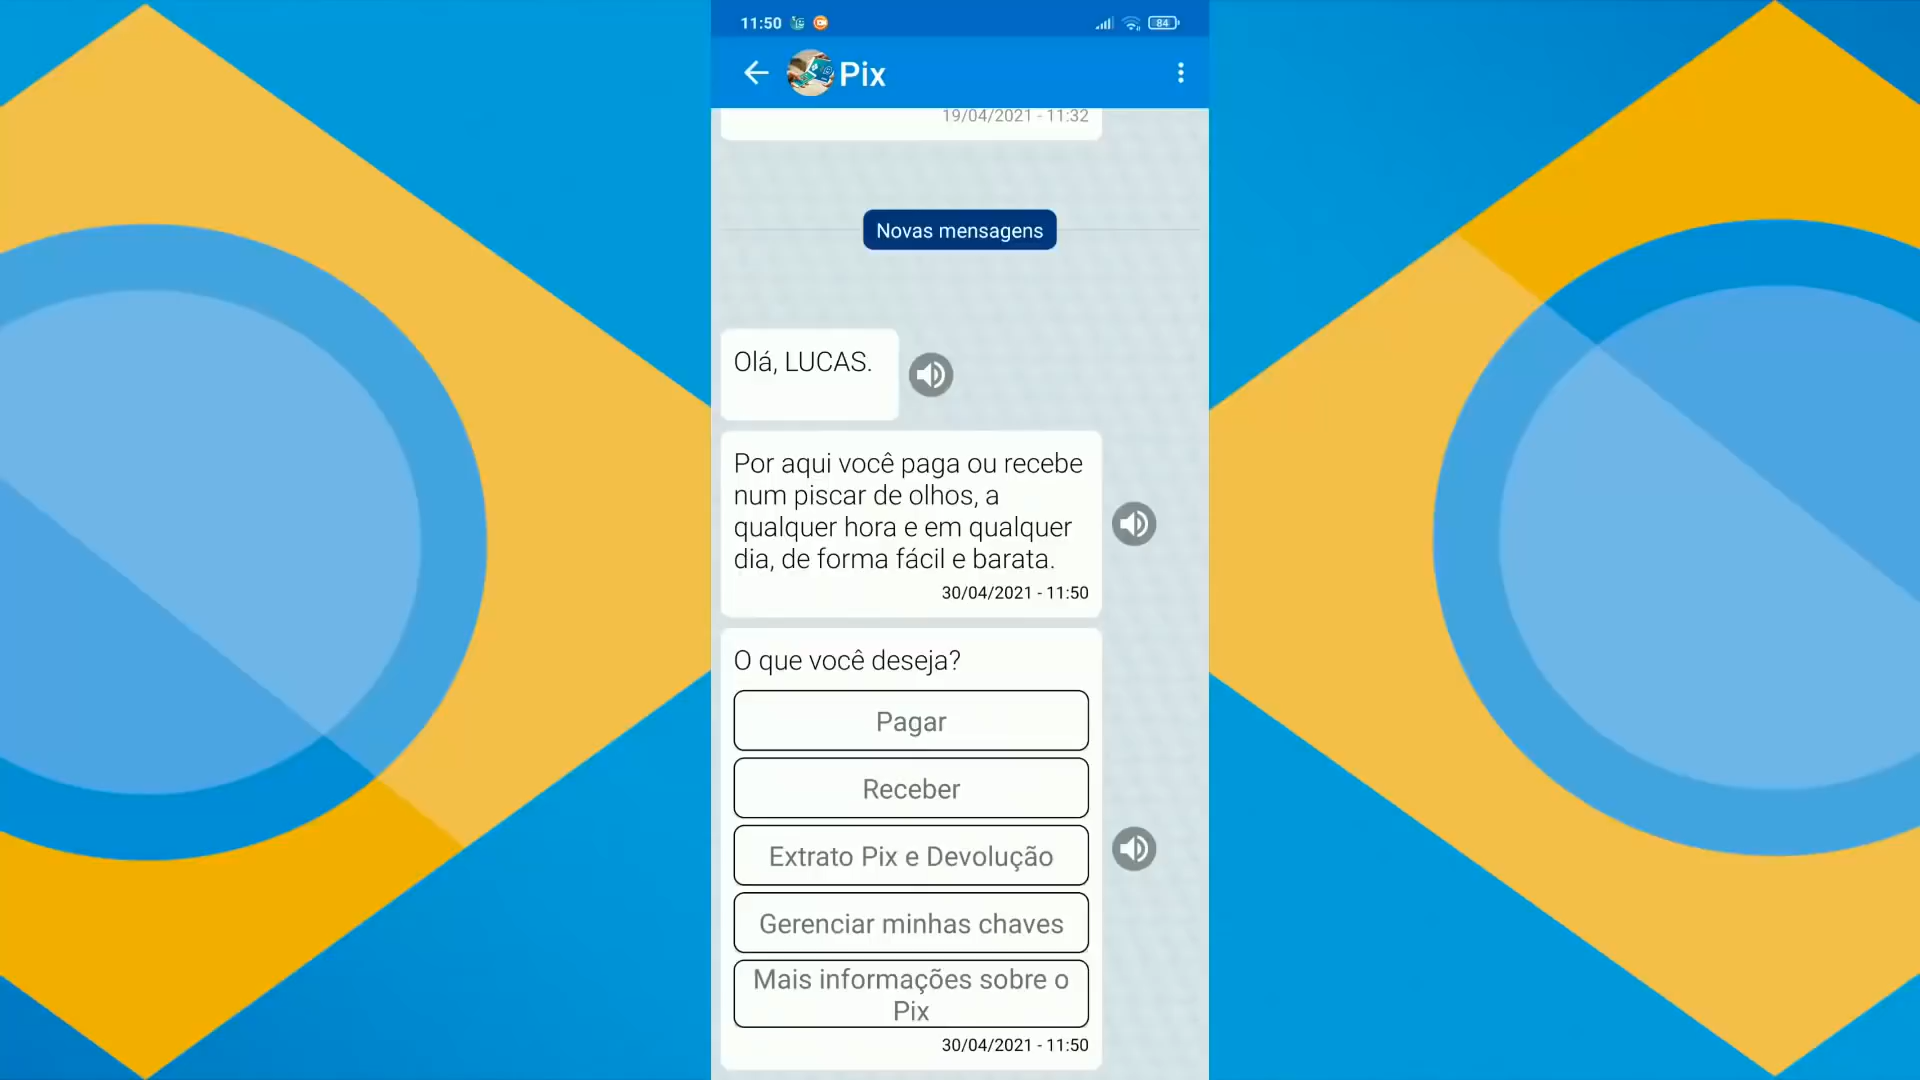 11:50
84
Pix
19/04/2021 - 11:32
Novas mensagens
Olá, LUCAS.
Por aqui você paga ou recebe
num piscar de olhos, a
qualquer hora e em qualquer
dia, de forma fácil e barata.
30/04/2021 - 11:50
O que você deseja?
Pagar
Receber
Extrato Pix e Devolução
Gerenciar minhas chaves
Mais informações sobre o
Pix
30/04/2021 - 11:50